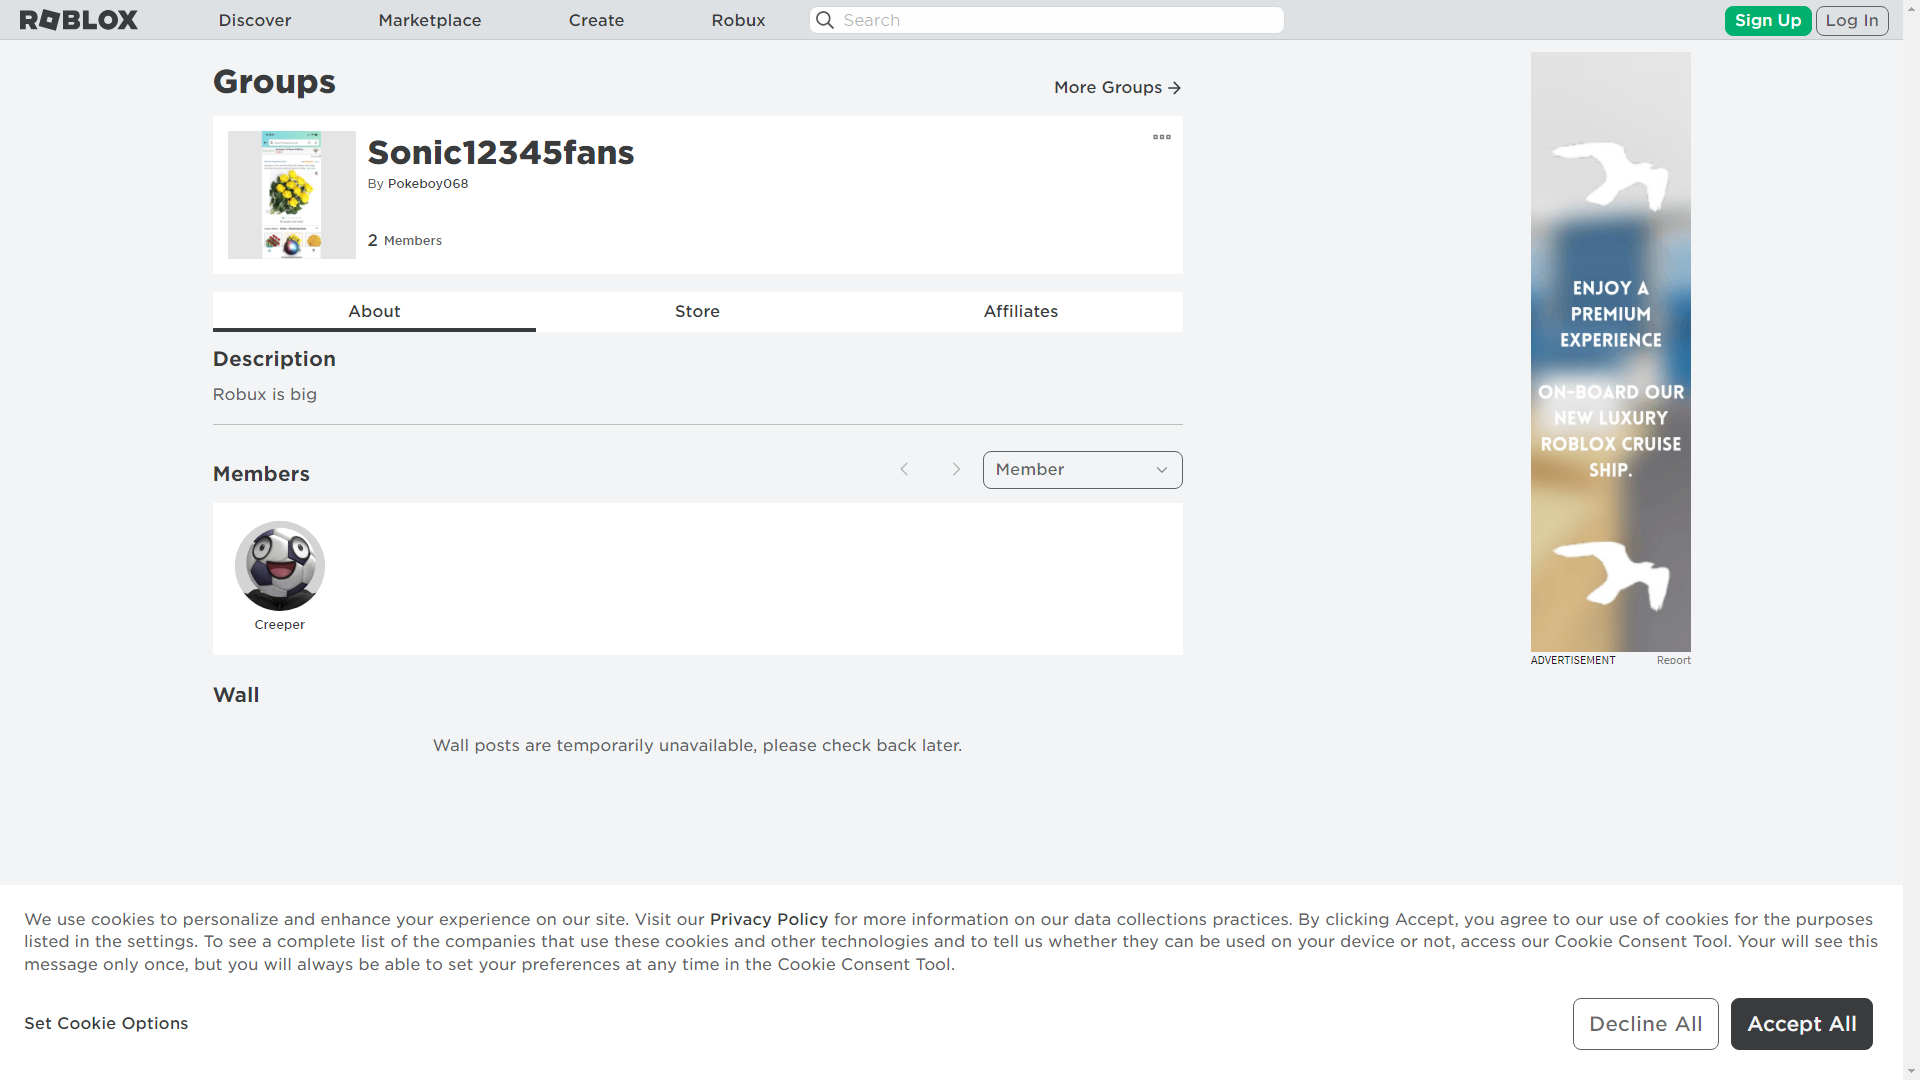 ROBLOX
Discover
Marketplace
Create
Robux
Search
Sign Up
Log In
Groups
More Groups
Sonic12345fans
By Pokeboy068
2 Members
About
Store
Affiliates
Description
Robux is big
Members
Member
Creeper
Wall
Wall posts are temporarily unavailable, please check back later.
ENJOY A
PREMIUM
EXPERIENCE
ON-BOARD OUR
NEW LUXURY
ROBLOX CRUISE
SHIP.
ADVERTISEMENT
Report
We use cookies to personalize and enhance your experience on our site. Visit our Privacy Policy for more information on our data collections practices. By clicking Accept, you agree to our use of cookies for the purposes
listed in the settings. To see a complete list of the companies that use these cookies and other technologies and to tell us whether they can be used on your device or not, access our Cookie Consent Tool. Your will see this
message only once, but you will always be able to set your preferences at any time in the Cookie Consent Tool.
Set Cookie Options
Decline All
Accept All